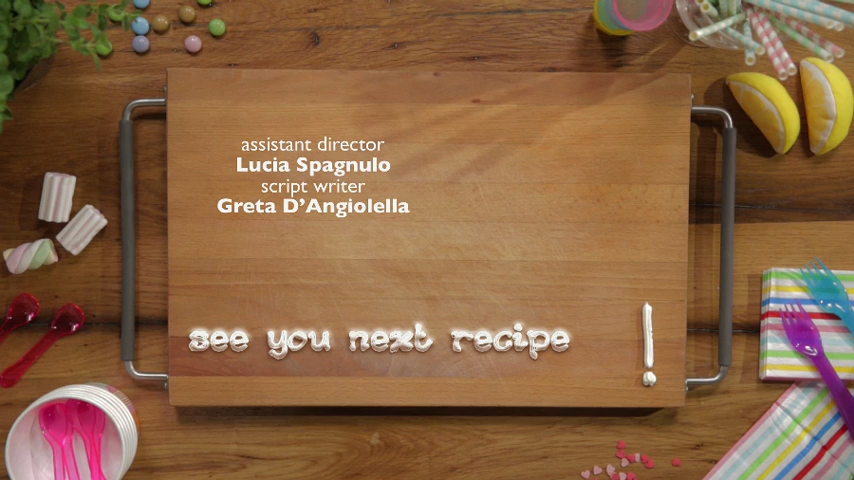 assistant director
Lucia Spagnulo
script writer
Greta D'Angiolella
see you next recipe !